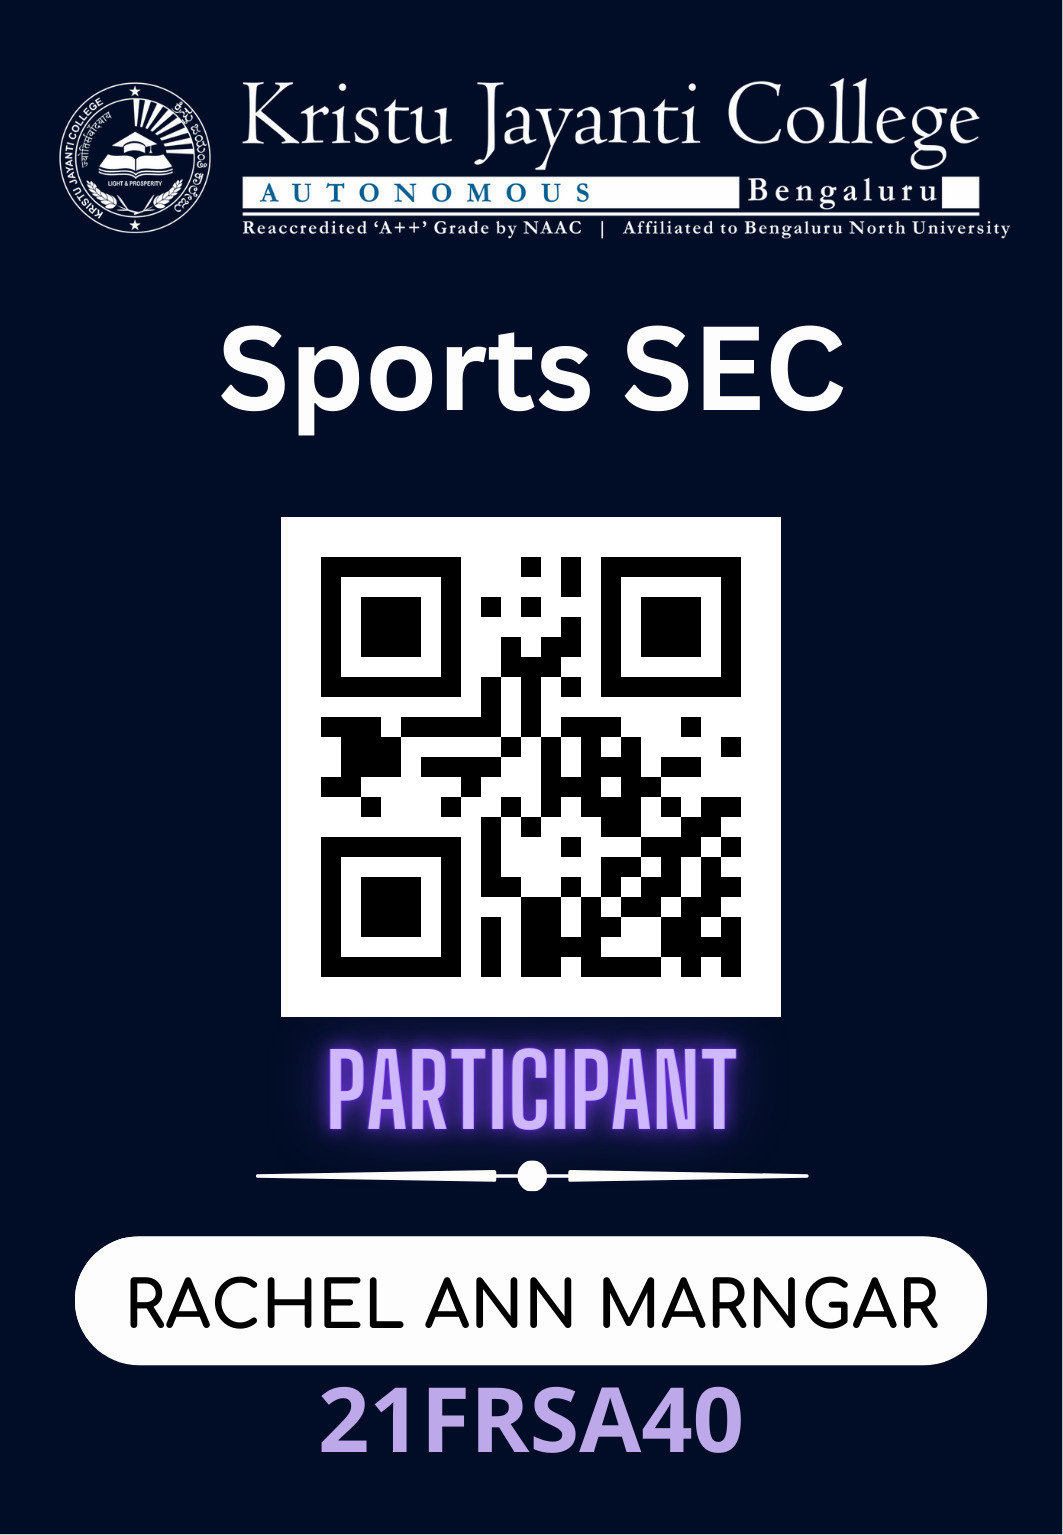 KRISTU JAYANTI COLLEGE
ज्योतिर्संवाद्याय
ಕ್ರಿಸ್ತು ಜಯಂತಿ ಕಾಲೇಜು
LIGHT & PROSPERITY
Kristu Jayanti College
AUTONOMOUS Bengaluru
Reaccredited ‘A++’ Grade by NAAC | Affiliated to Bengaluru North University
Sports SEC
PARTICIPANT
RACHEL ANN MARNGAR
21FRSA40